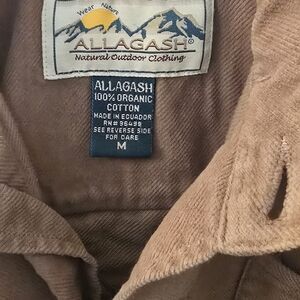 Wear Nature
ALLAGASH®
Natural Outdoor Clothing
ALLAGASH
100% ORGANIC
COTTON
MADE IN ECUADOR
RN# 96498
SEE REVERSE SIDE
FOR CARE
M